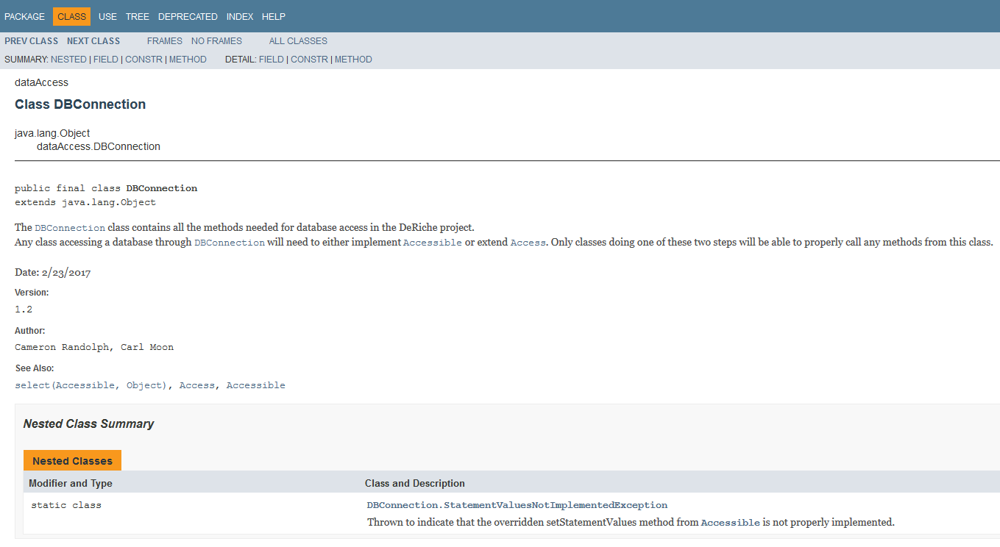 PACKAGE CLASS USE TREE DEPRECATED INDEX HELP
PREV CLASS NEXT CLASS FRAMES NO FRAMES ALL CLASSES
SUMMARY: NESTED | FIELD | CONSTR | METHOD DETAIL: FIELD | CONSTR | METHOD
dataAccess
Class DBConnection
java.lang.Object
dataAccess.DBConnection
public final class DBConnection
extends java.lang.Object
The DBConnection class contains all the methods needed for database access in the DeRiche project.
Any class accessing a database through DBConnection will need to either implement Accessible or extend Access. Only classes doing one of these two steps will be able to properly call any methods from this class.
Date: 2/23/2017
Version:
1.2
Author:
Cameron Randolph, Carl Moon
See Also:
select(Accessible, Object), Access, Accessible
Nested Class Summary
Nested Classes
Modifier and Type Class and Description
static class DBConnection.StatementValuesNotImplementedException
Thrown to indicate that the overridden setStatementValues method from Accessible is not properly implemented.